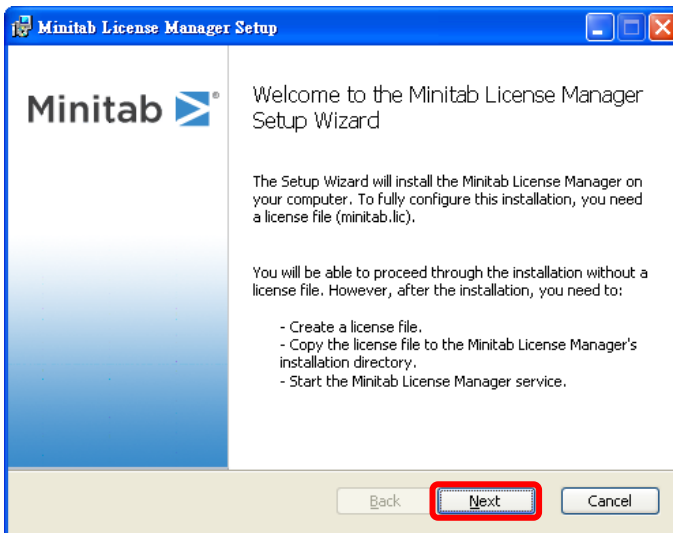 Minitab License Manager Setup
Minitab ®
Welcome to the Minitab License Manager
Setup Wizard
The Setup Wizard will install the Minitab License Manager on
your computer. To fully configure this installation, you need
a license file (minitab.lic).
You will be able to proceed through the installation without a
license file. However, after the installation, you need to:
- Create a license file.
- Copy the license file to the Minitab License Manager's
installation directory.
- Start the Minitab License Manager service.
Back Next Cancel